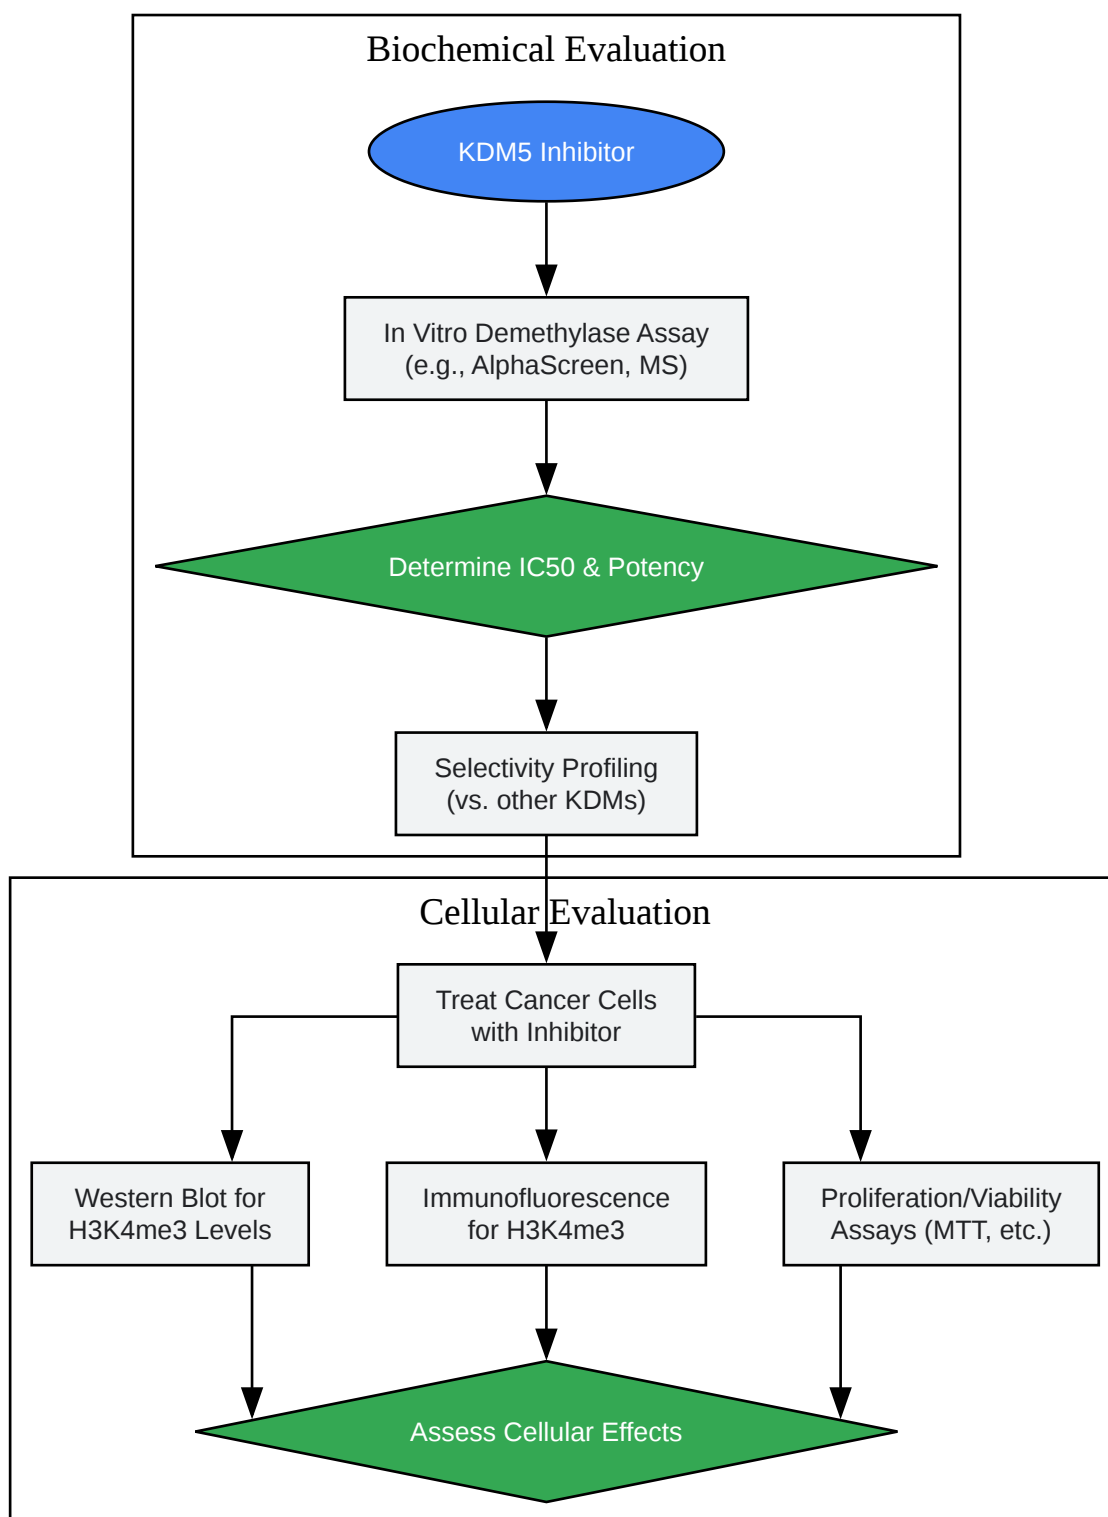 Biochemical Evaluation
KDM5 Inhibitor
In Vitro Demethylase Assay
(e.g., AlphaScreen, MS)
Determine IC50 & Potency
Selectivity Profiling
(vs. other KDMs)
Cellular Evaluation
Treat Cancer Cells
with Inhibitor
Western Blot for
H3K4me3 Levels
Immunofluorescence
for H3K4me3
Proliferation/Viability
Assays (MTT, etc.)
Assess Cellular Effects